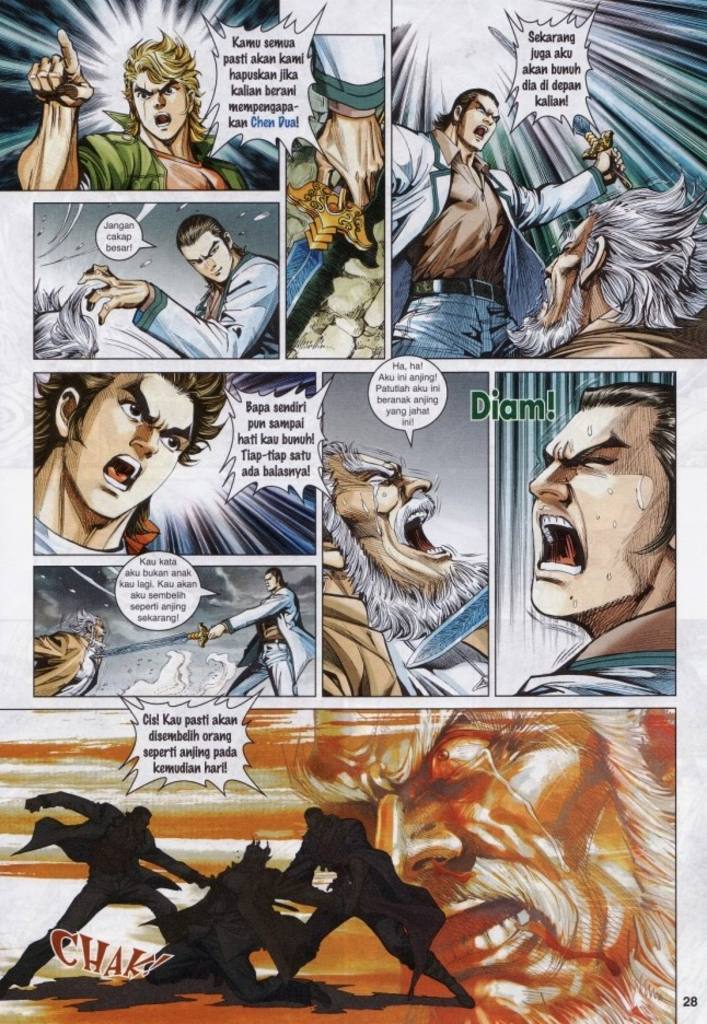 Kamu semua
pasti akan kami
hapuskan jika
kalian berani
mempengapa-
kan Chen Dua!
Sekarang
juga aku
akan bunuh
dia di depan
kalian!
Jangan
cakap
besar!
Bapa sendiri
pun sampai
hati kau bunuh!
Tiap-tiap satu
ada balasnya!
Ha, ha!
Aku ini anjing!
Patutlah aku ini
beranak anjing
yang jahat
ini!
Diam!
Kau kata
aku bukan anak
kau lagi. Kau akan
aku sembelih
seperti anjing
sekarang!
Cis! Kau pasti akan
disembelih orang
seperti anjing pada
kemudian hari!
CHAK!
28